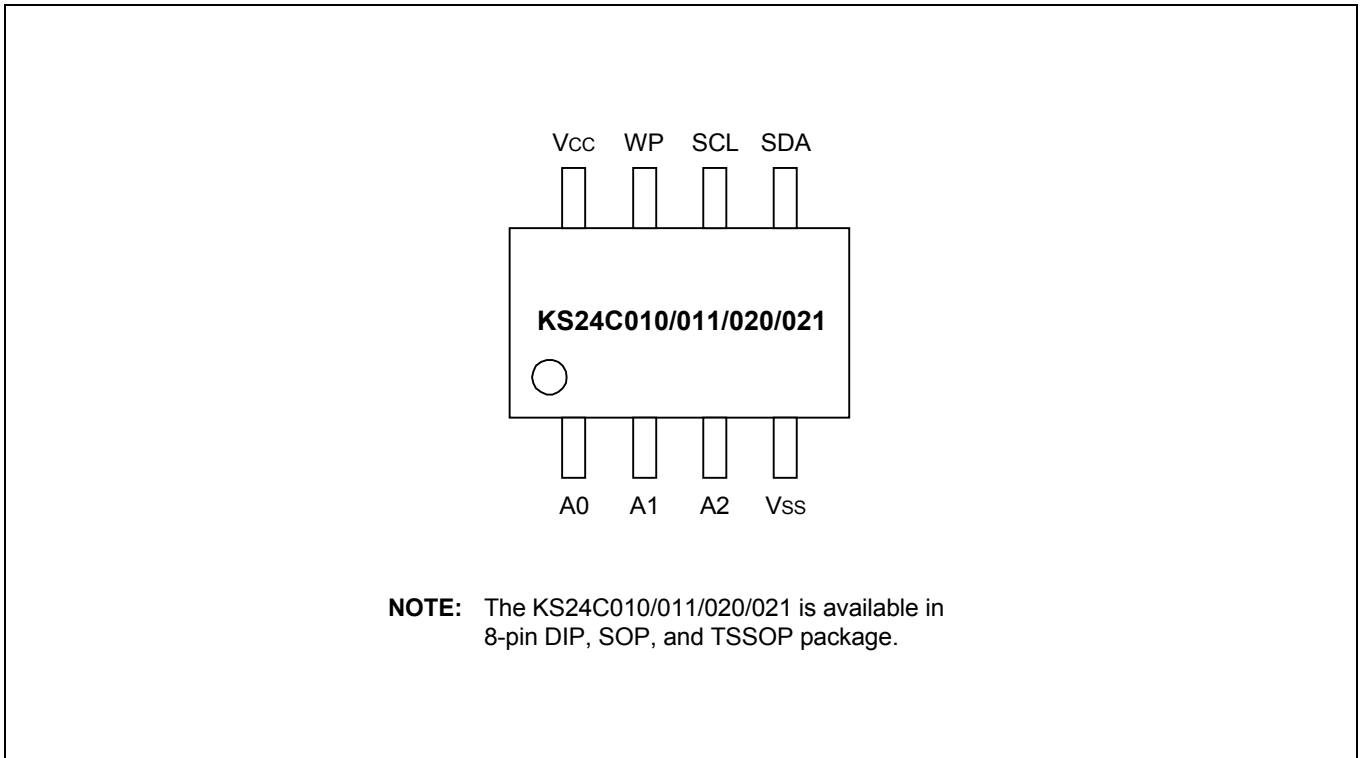 Vcc WP SCL SDA
KS24C010/011/020/021
A0 A1 A2 Vss
NOTE: The KS24C010/011/020/021 is available in
8-pin DIP, SOP, and TSSOP package.